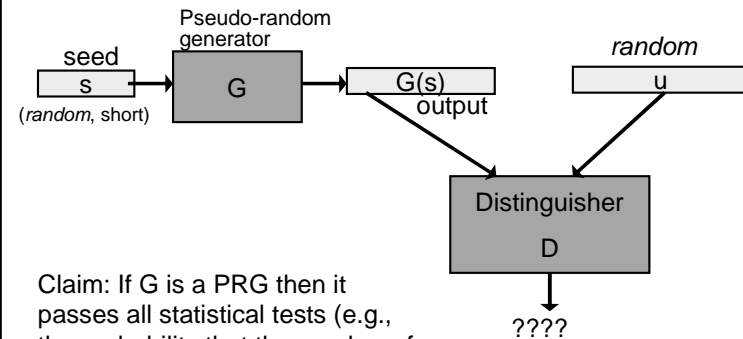 Pseudo-random
generator
seed
s
(random, short)
G
G(s)
output
random
u
Distinguisher
D
????
Claim: If G is a PRG then it
passes all statistical tests (e.g.,